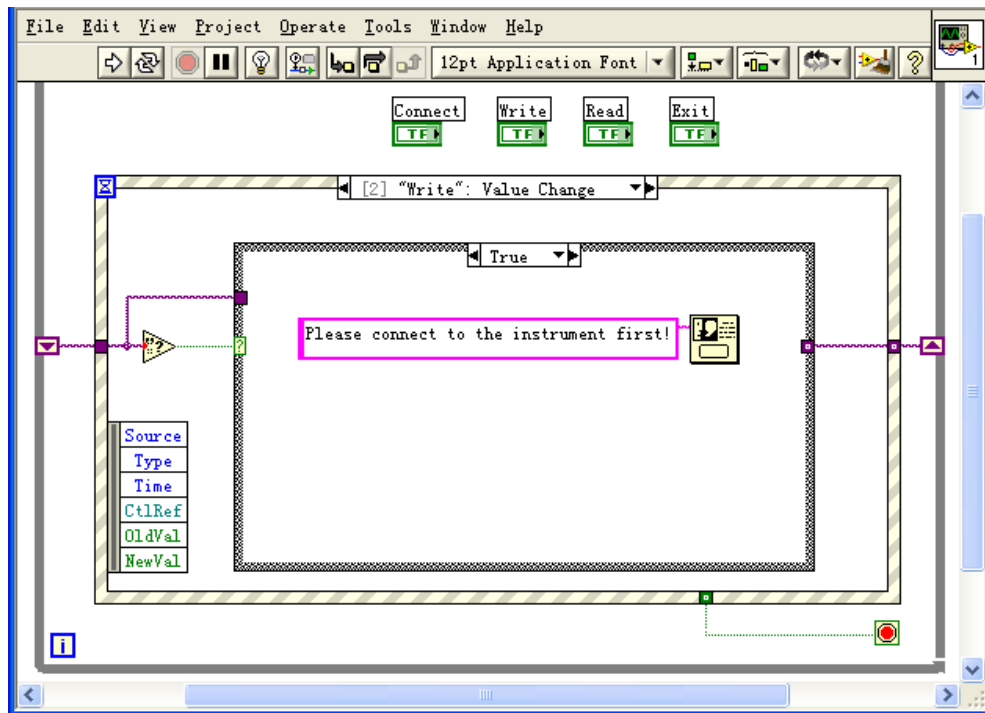 File Edit View Project Operate Tools Window Help
12pt Application Font
1
Connect Write Read Exit
TF TF TF TF
[2] "Write": Value Change
True
Please connect to the instrument first!
"?
?
Source
Type
Time
CtlRef
OldVal
NewVal
i